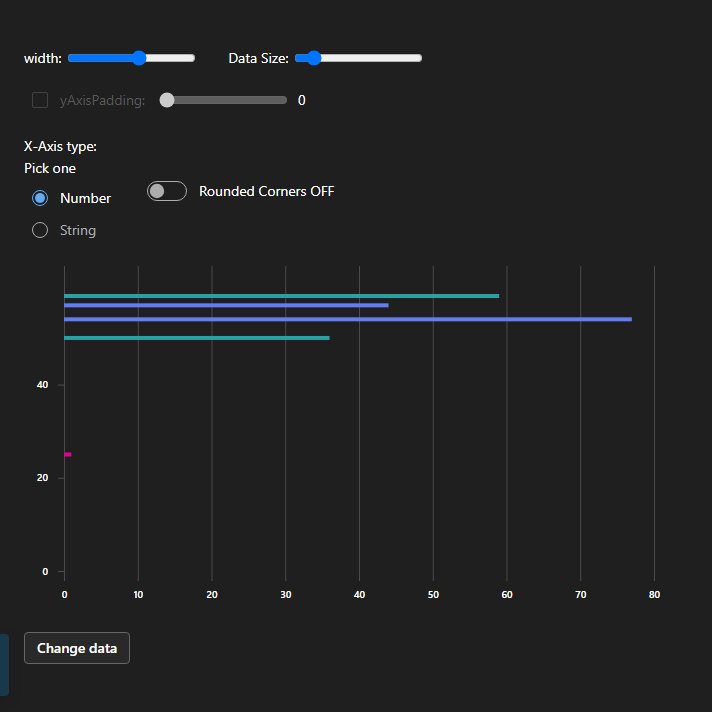 width: Data Size:
yAxisPadding: 0
X-Axis type:
Pick one
Number
Rounded Corners OFF
String
40
20
0
0 10 20 30 40 50 60 70 80
Change data